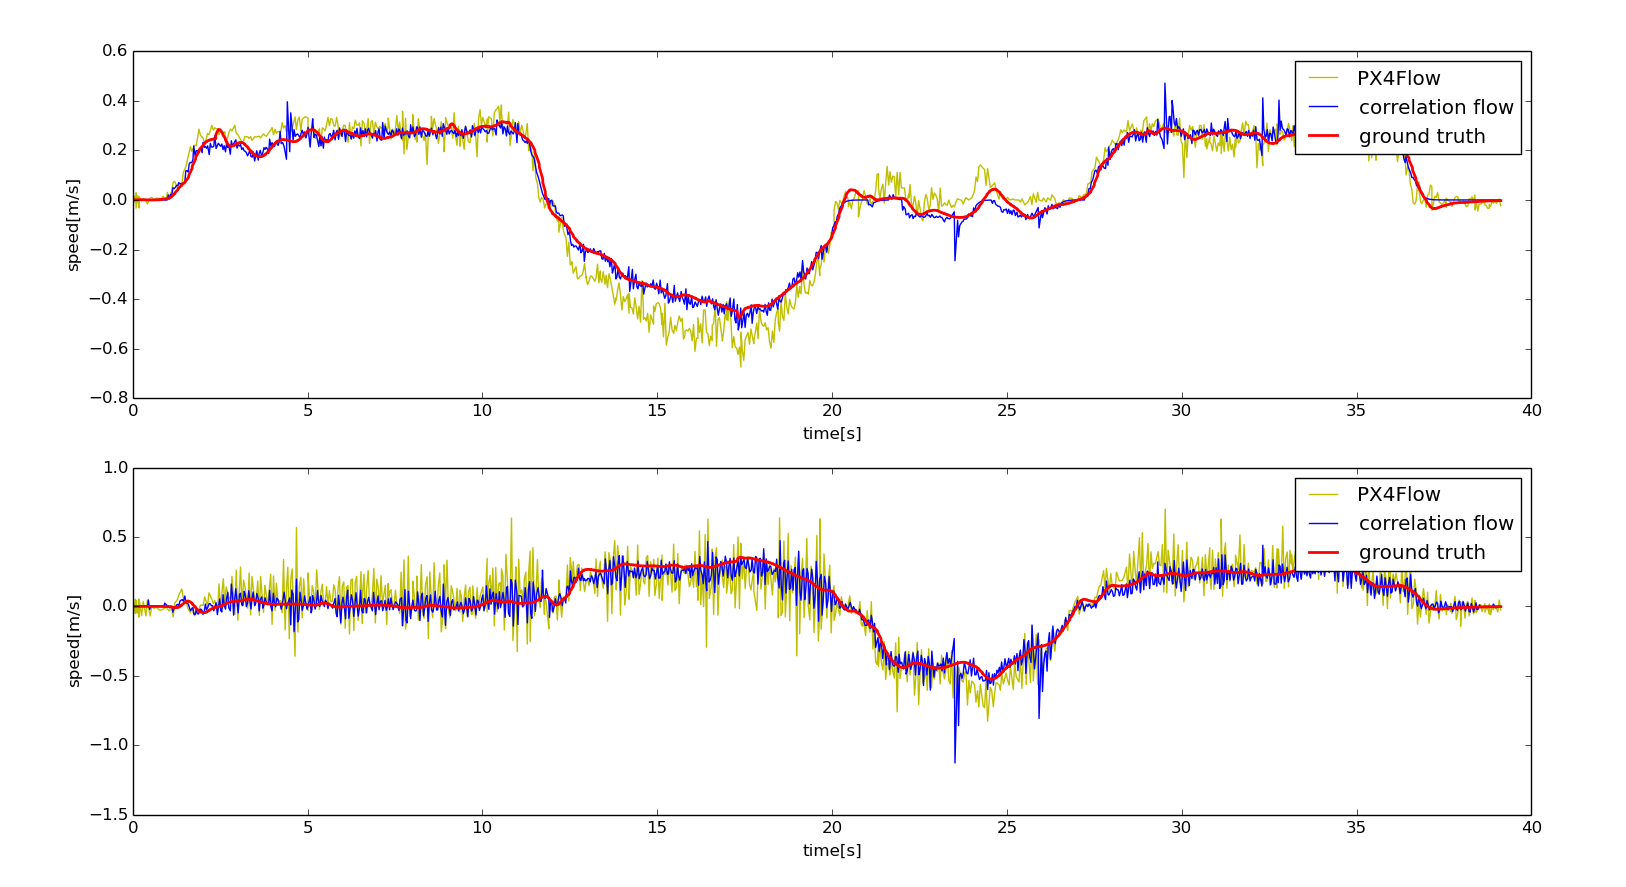 0.6
0.4
0.2
0.0
−0.2
−0.4
−0.6
−0.8
speed[m/s]
PX4Flow
correlation flow
ground truth
0 5 10 15 20 25 30 35 40
time[s]
1.0
0.5
0.0
−0.5
−1.0
−1.5
speed[m/s]
PX4Flow
correlation flow
ground truth
0 5 10 15 20 25 30 35 40
time[s]